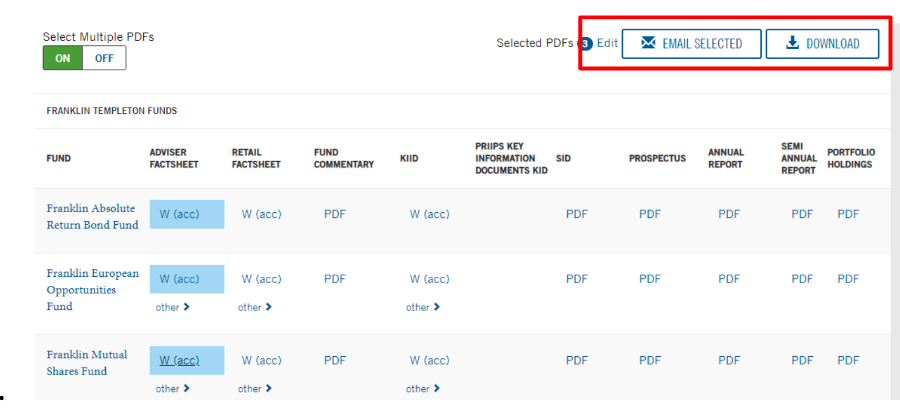 Select Multiple PDFs
ON OFF
Selected PDFs 3 Edit EMAIL SELECTED DOWNLOAD
FRANKLIN TEMPLETON FUNDS
FUND ADVISER FACTSHEET RETAIL FACTSHEET FUND COMMENTARY KIID PRIIPS KEY INFORMATION DOCUMENTS KID SID PROSPECTUS ANNUAL REPORT SEMI ANNUAL REPORT PORTFOLIO HOLDINGS
Franklin Absolute W (acc) W (acc) PDF W (acc) PDF PDF PDF PDF PDF
Return Bond Fund
Franklin European W (acc) W (acc) PDF W (acc) PDF PDF PDF PDF PDF
Opportunities
Fund other other other
Franklin Mutual W (acc) W (acc) PDF W (acc) PDF PDF PDF PDF PDF
Shares Fund
other other other